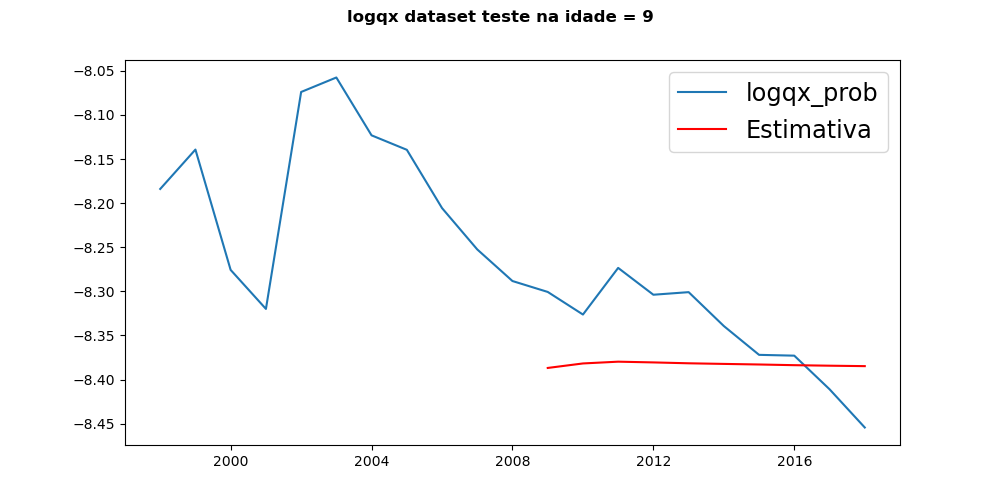 logqx dataset teste na idade = 9
−8.05
−8.10
−8.15
−8.20
−8.25
−8.30
−8.35
−8.40
−8.45
logqx_prob
Estimativa
2000 2004 2008 2012 2016